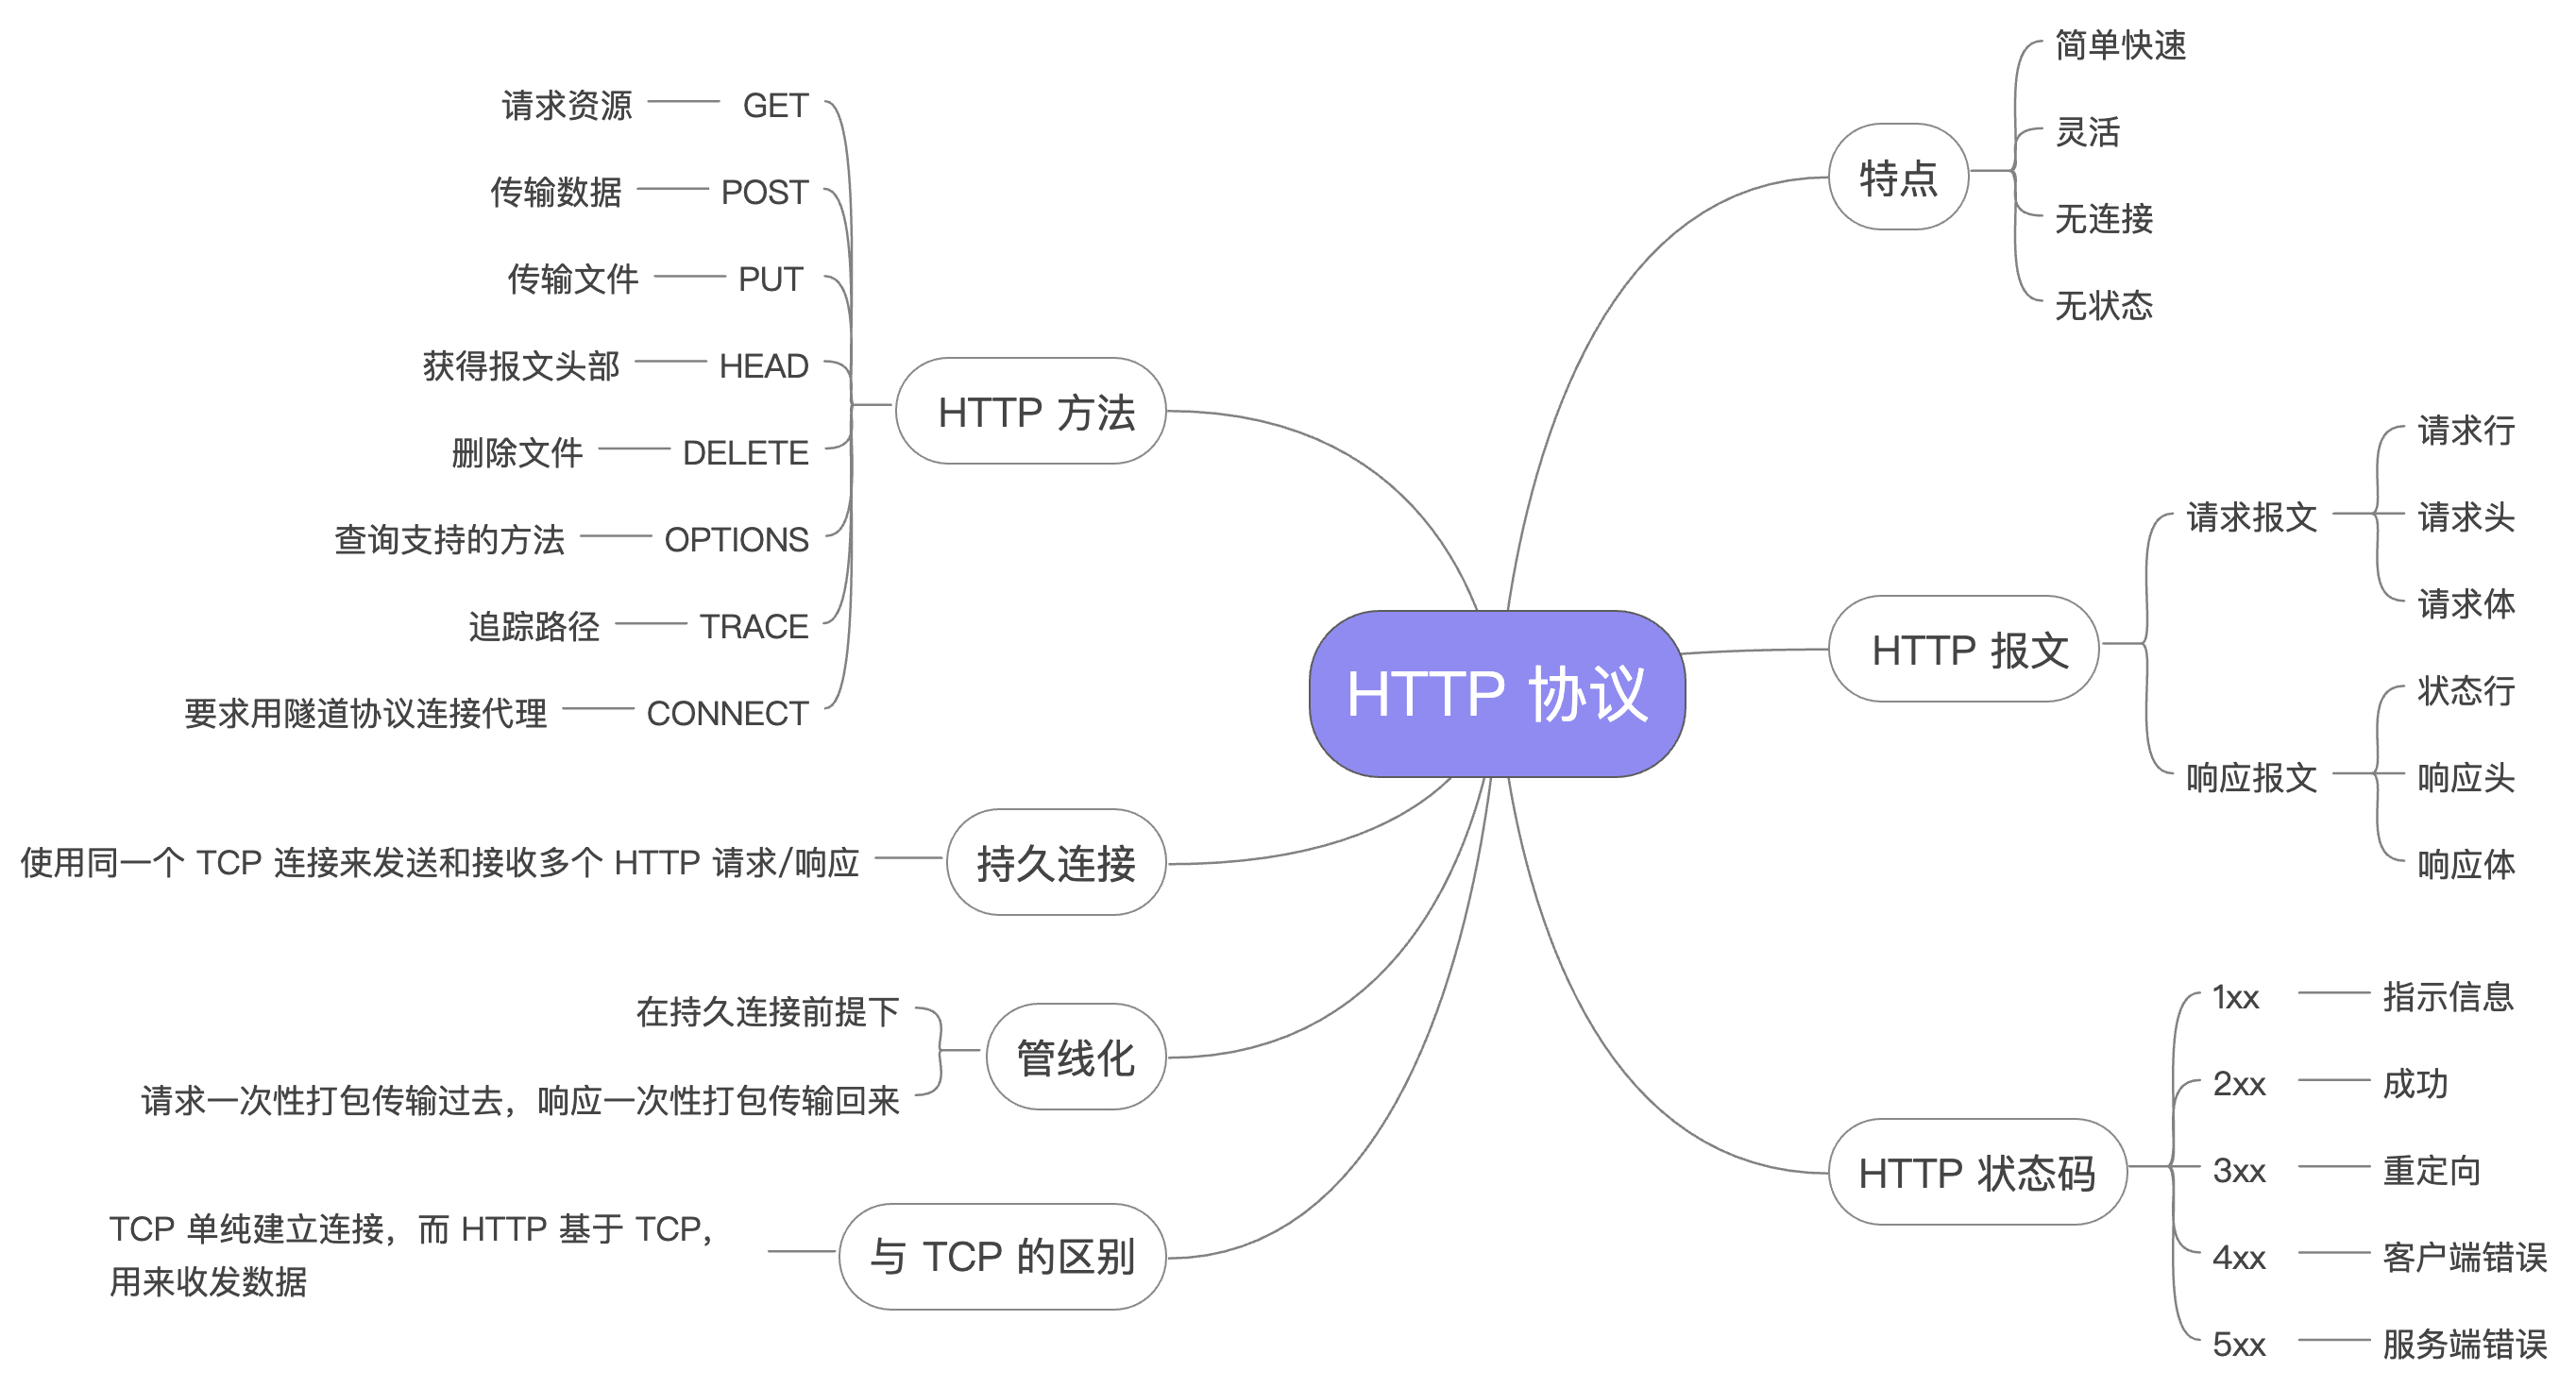 HTTP 协议
特点
简单快速
灵活
无连接
无状态
HTTP 报文
请求报文
请求行
请求头
请求体
响应报文
状态行
响应头
响应体
HTTP 状态码
1xx
指示信息
2xx
成功
3xx
重定向
4xx
客户端错误
5xx
服务端错误
HTTP 方法
GET
请求资源
POST
传输数据
PUT
传输文件
HEAD
获得报文头部
DELETE
删除文件
OPTIONS
查询支持的方法
TRACE
追踪路径
CONNECT
要求用隧道协议连接代理
持久连接
使用同一个 TCP 连接来发送和接收多个 HTTP 请求/响应
管线化
在持久连接前提下
请求一次性打包传输过去，响应一次性打包传输回来
与 TCP 的区别
TCP 单纯建立连接，而 HTTP 基于 TCP，
用来收发数据